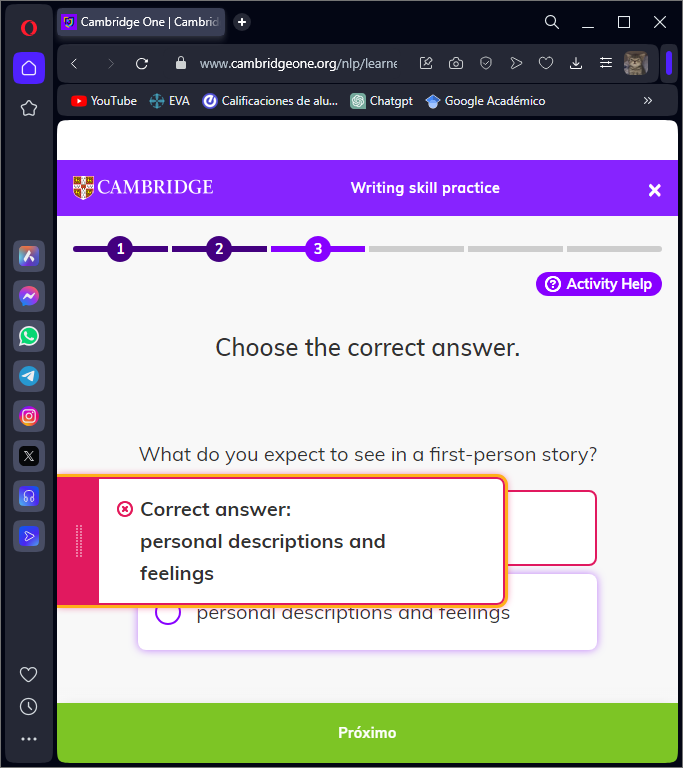 Cambridge One | Cambrid
www.cambridgeone.org/nlp/learne
YouTube
EVA
Calificaciones de alu...
Chatgpt
Google Académico
CAMBRIDGE
Writing skill practice
1
2
3
Activity Help
Choose the correct answer.
What do you expect to see in a first-person story?
Correct answer:
personal descriptions and
feelings
personal descriptions and feelings
Próximo